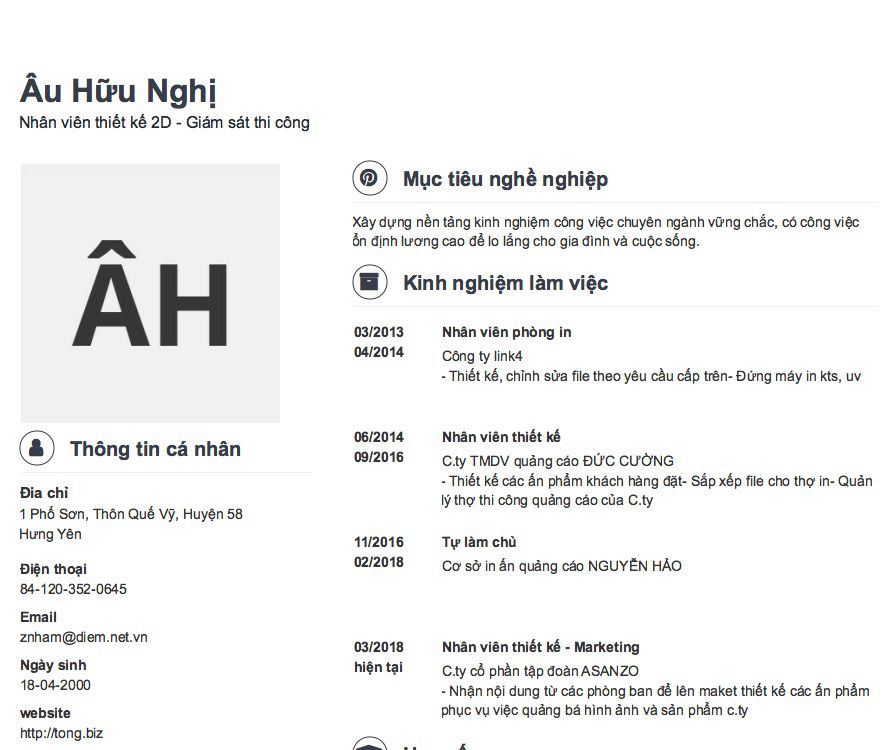 Âu Hữu Nghị
Nhân viên thiết kế 2D - Giám sát thi công
ÂH
Thông tin cá nhân
Đia chỉ
1 Phố Sơn, Thôn Quế Vỹ, Huyện 58
Hưng Yên
Điện thoại
84-120-352-0645
Email
znham@diem.net.vn
Ngày sinh
18-04-2000
website
http://tong.biz
Mục tiêu nghề nghiệp
Xây dựng nền tảng kinh nghiệm công việc chuyên ngành vững chắc, có công việc
ổn định lương cao để lo lắng cho gia đình và cuộc sống.
Kinh nghiệm làm việc
03/2013
04/2014
Nhân viên phòng in
Công ty link4
- Thiết kế, chỉnh sửa file theo yêu cầu cấp trên- Đứng máy in kts, uv
06/2014
09/2016
Nhân viên thiết kế
C.ty TMDV quảng cáo ĐỨC CƯỜNG
- Thiết kế các ấn phẩm khách hàng đặt- Sắp xếp file cho thợ in- Quản
lý thợ thi công quảng cáo của C.ty
11/2016
02/2018
Tự làm chủ
Cơ sở in ấn quảng cáo NGUYỄN HẢO
03/2018
hiện tại
Nhân viên thiết kế - Marketing
C.ty cổ phần tập đoàn ASANZO
- Nhận nội dung từ các phòng ban để lên maket thiết kế các ấn phẩm
phục vụ việc quảng bá hình ảnh và sản phẩm c.ty